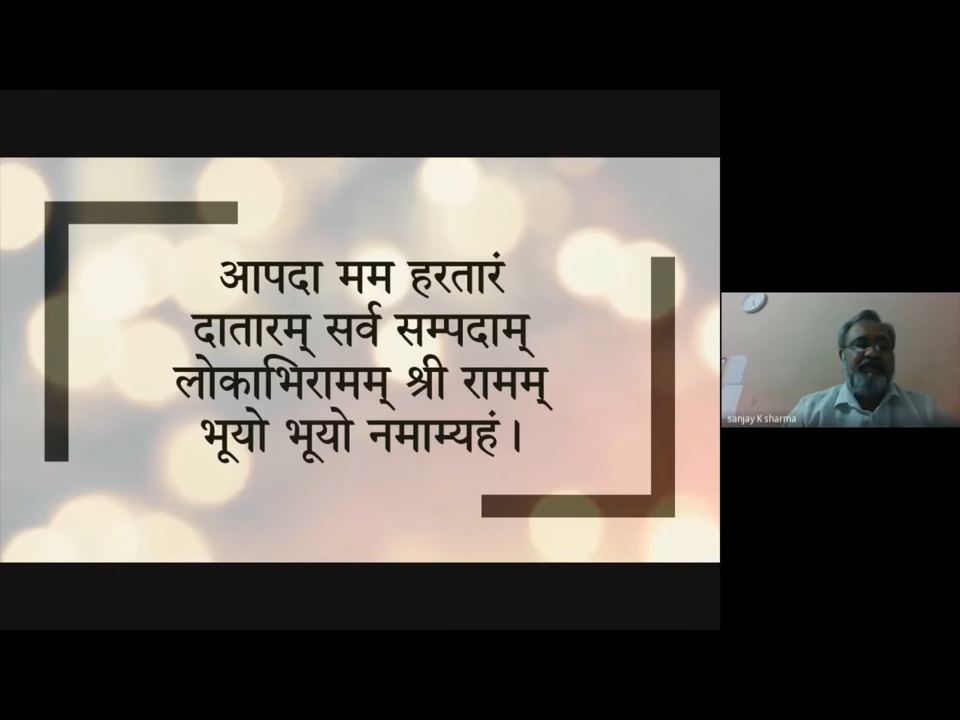 आपदा मम हरतारं
दातारम् सर्व सम्पदाम्
लोकाभिरामम् श्री रामम्
भूयो भूयो नमाम्यहं।
sanjay K sharma